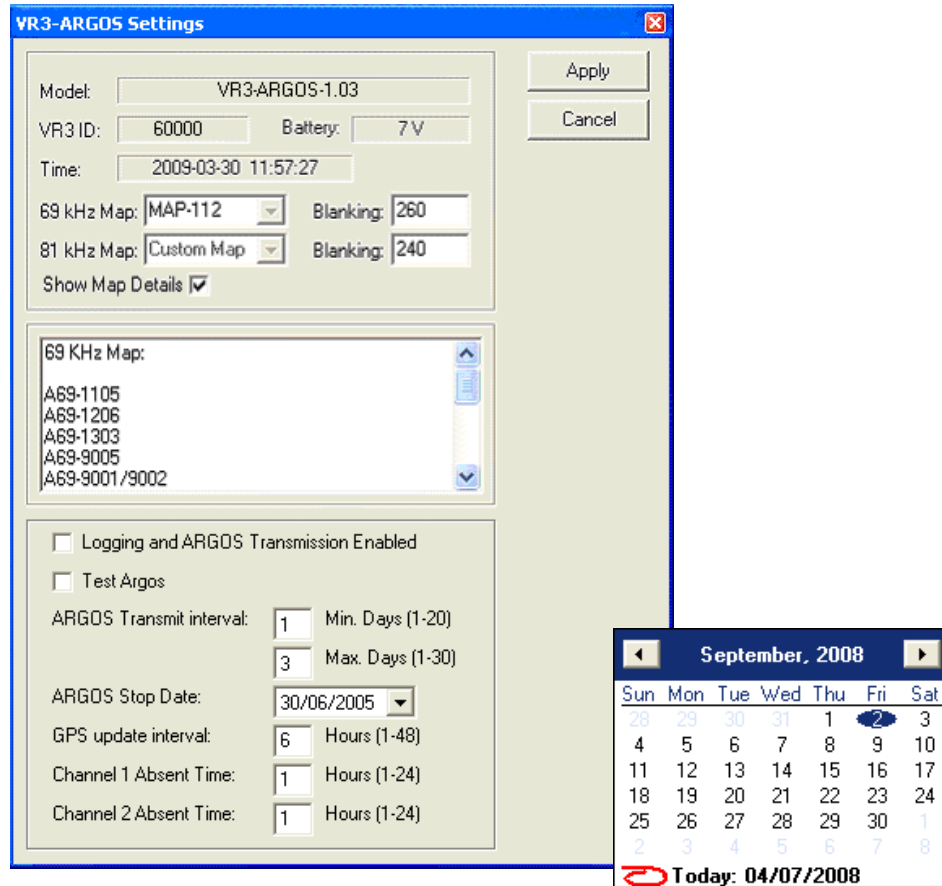 VR3-ARGOS Settings
Model: VR3-ARGOS-1.03
VR3 ID: 60000 Battery: 7 V
Time: 2009-03-30 11:57:27
69 kHz Map: MAP-112 Blanking: 260
81 kHz Map: Custom Map Blanking: 240
Show Map Details
Apply
Cancel
69 KHz Map:
A69-1105
A69-1206
A69-1303
A69-9005
A69-9001/9002
Logging and ARGOS Transmission Enabled
Test Argos
ARGOS Transmit interval: 1 Min. Days (1-20)
3 Max. Days (1-30)
ARGOS Stop Date: 30/06/2005
GPS update interval: 6 Hours (1-48)
Channel 1 Absent Time: 1 Hours (1-24)
Channel 2 Absent Time: 1 Hours (1-24)
September, 2008
Sun Mon Tue Wed Thu Fri Sat
28 29 30 31 1 2 3
4 5 6 7 8 9 10
11 12 13 14 15 16 17
18 19 20 21 22 23 24
25 26 27 28 29 30 1
2 3 4 5 6 7 8
Today: 04/07/2008